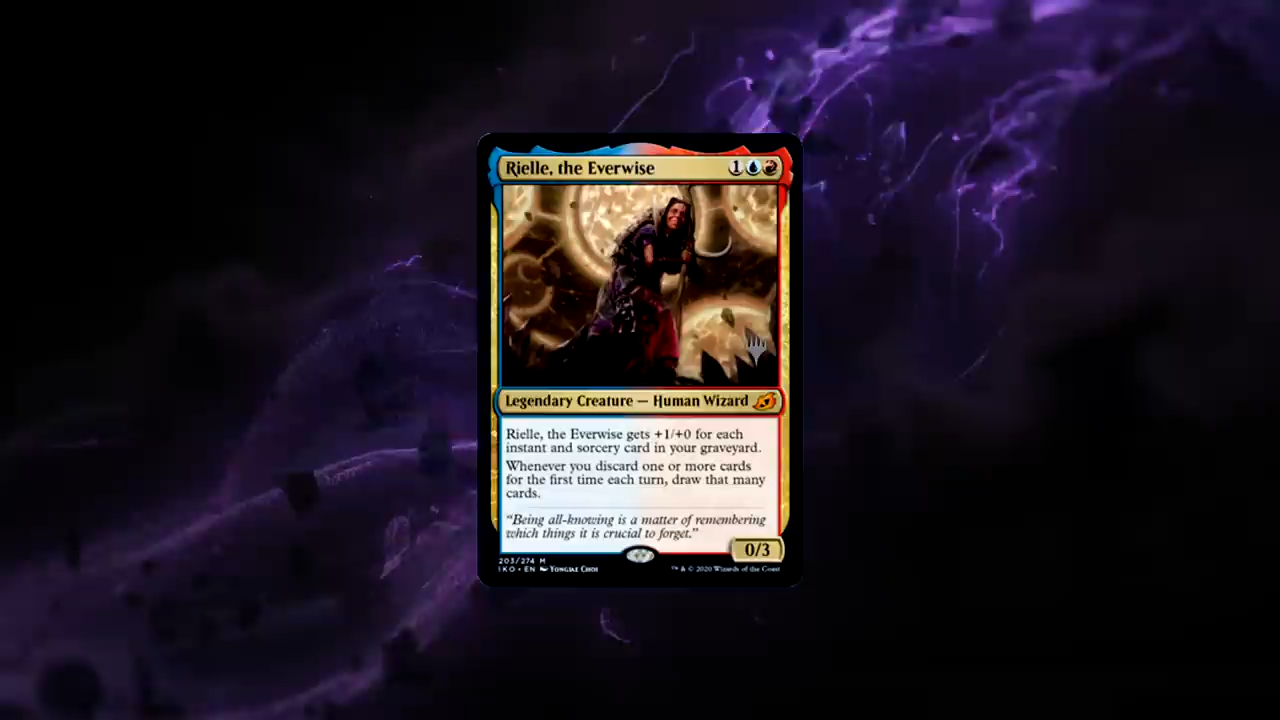 Rielle, the Everwise 1
Legendary Creature — Human Wizard
Rielle, the Everwise gets +1/+0 for each
instant and sorcery card in your graveyard.
Whenever you discard one or more cards
for the first time each turn, draw that many
cards.
“Being all-knowing is a matter of remembering
which things it is crucial to forget.”
0/3
203/274 M
IKO • EN Yongjae Choi
™ & © 2020 Wizards of the Coast